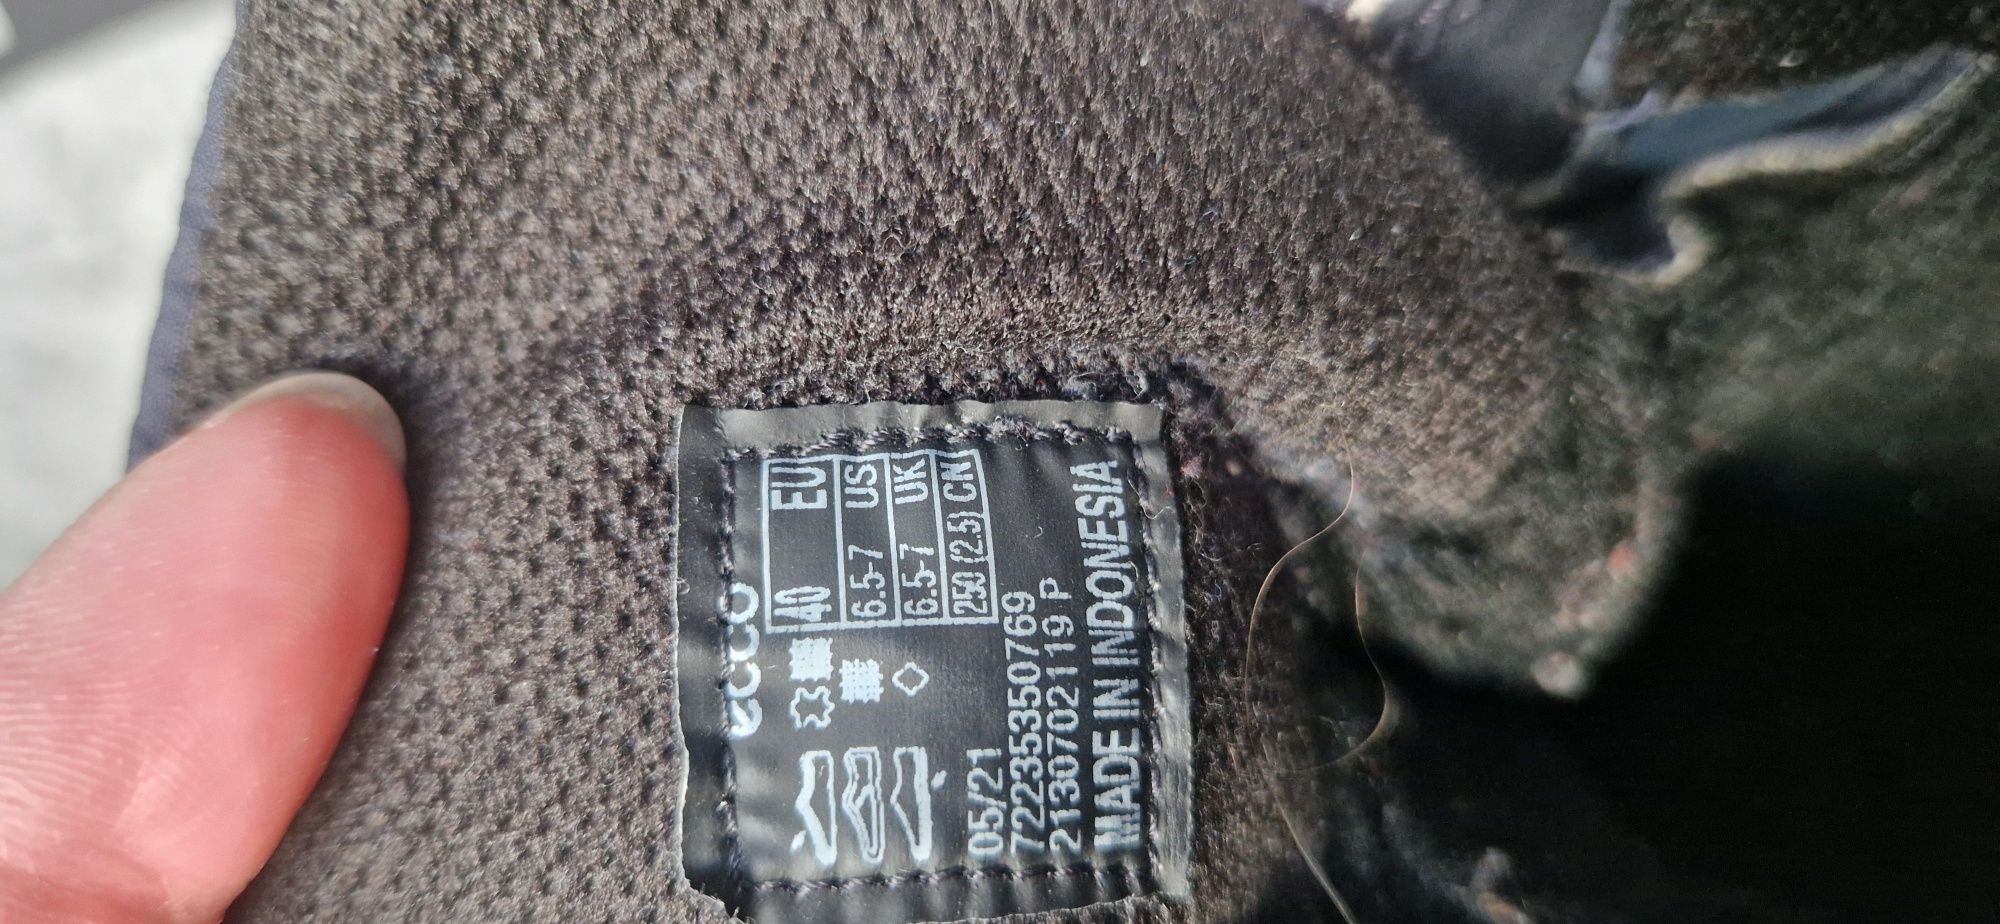 ecco
40 EU
6.5-7 US
6.5-7 UK
250 (2.5) CN
05/21
72235350769
2130702119 P
MADE IN INDONESIA